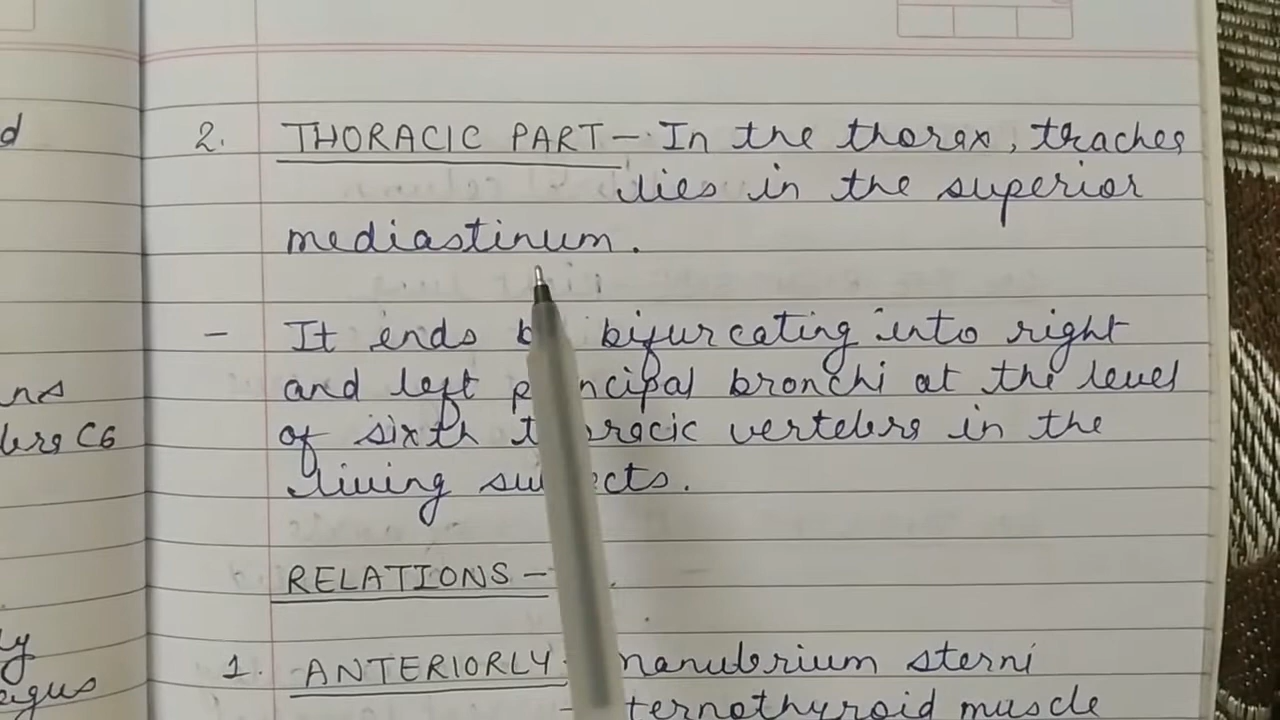 d
2. THORACIC PART - In the thorax, trachea
lies in the superior
mediastinum.
- It ends bifurcating into right
and left principal bronchi at the level
of sixth thoracic vertebra in the
living subjects.
C6
RELATIONS -
1. ANTERIORLY - manubrium sterni
- sternothyroid muscle